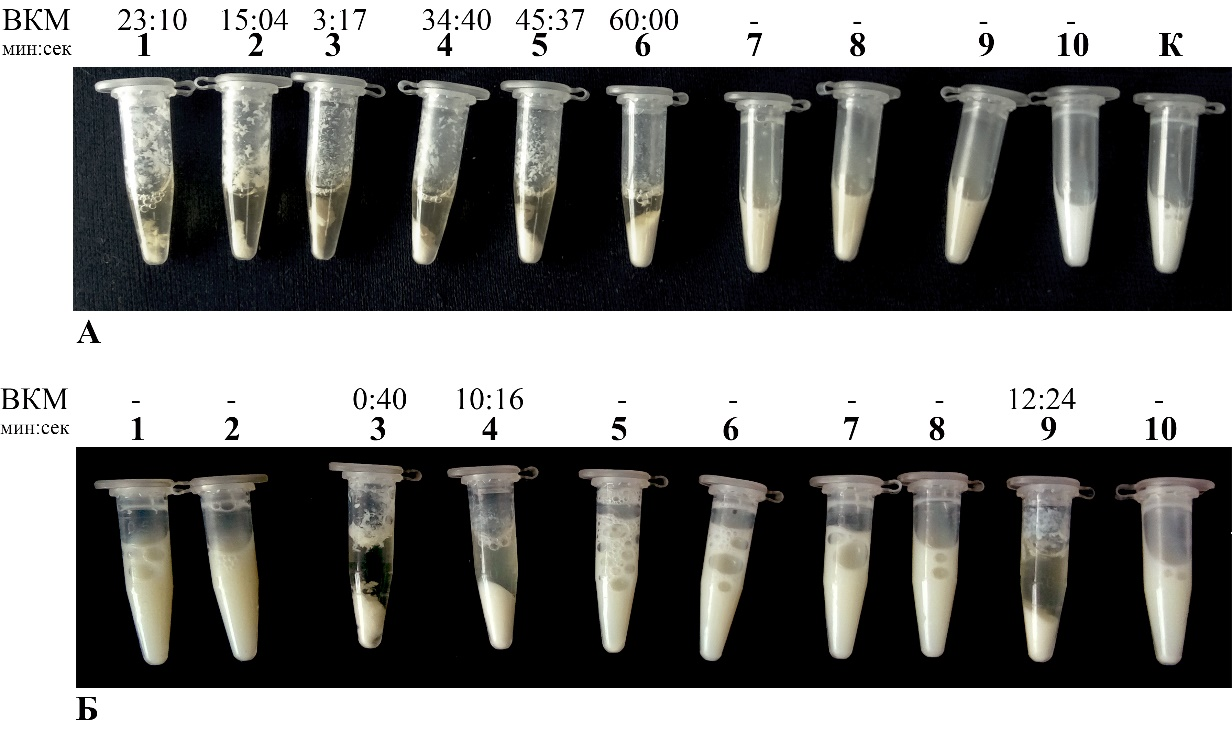 ВКМ 23:10 15:04 3:17 34:40 45:37 60:00 - - - -
мин:сек 1 2 3 4 5 6 7 8 9 10 К
А
ВКМ - - 0:40 10:16 - - - - 12:24 -
мин:сек 1 2 3 4 5 6 7 8 9 10
Б